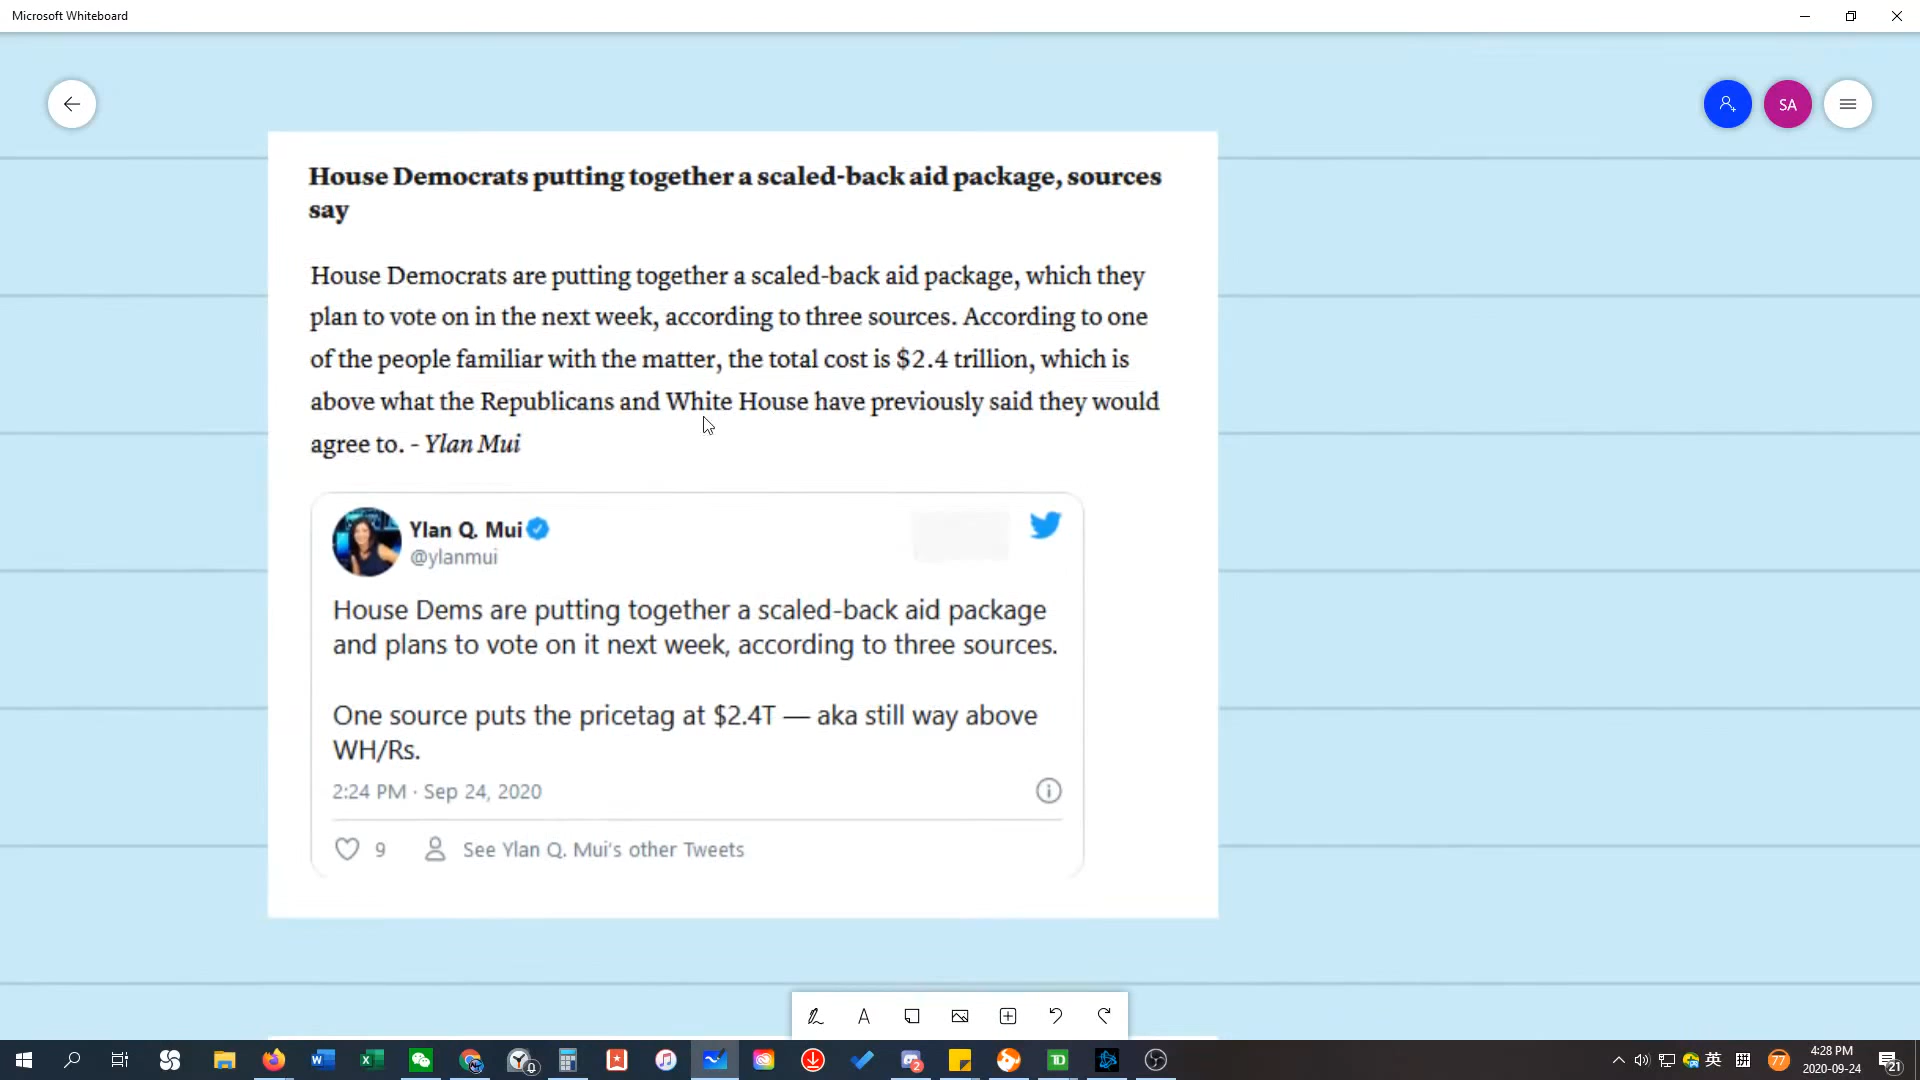 Microsoft Whiteboard
SA
House Democrats putting together a scaled-back aid package, sources
say
House Democrats are putting together a scaled-back aid package, which they
plan to vote on in the next week, according to three sources. According to one
of the people familiar with the matter, the total cost is $2.4 trillion, which is
above what the Republicans and White House have previously said they would
agree to. - Ylan Mui
Ylan Q. Mui
@ylanmui
House Dems are putting together a scaled-back aid package
and plans to vote on it next week, according to three sources.
One source puts the pricetag at $2.4T — aka still way above
WH/Rs.
2:24 PM · Sep 24, 2020
9 See Ylan Q. Mui's other Tweets
英 拼 77 4:28 PM
2020-09-24
21